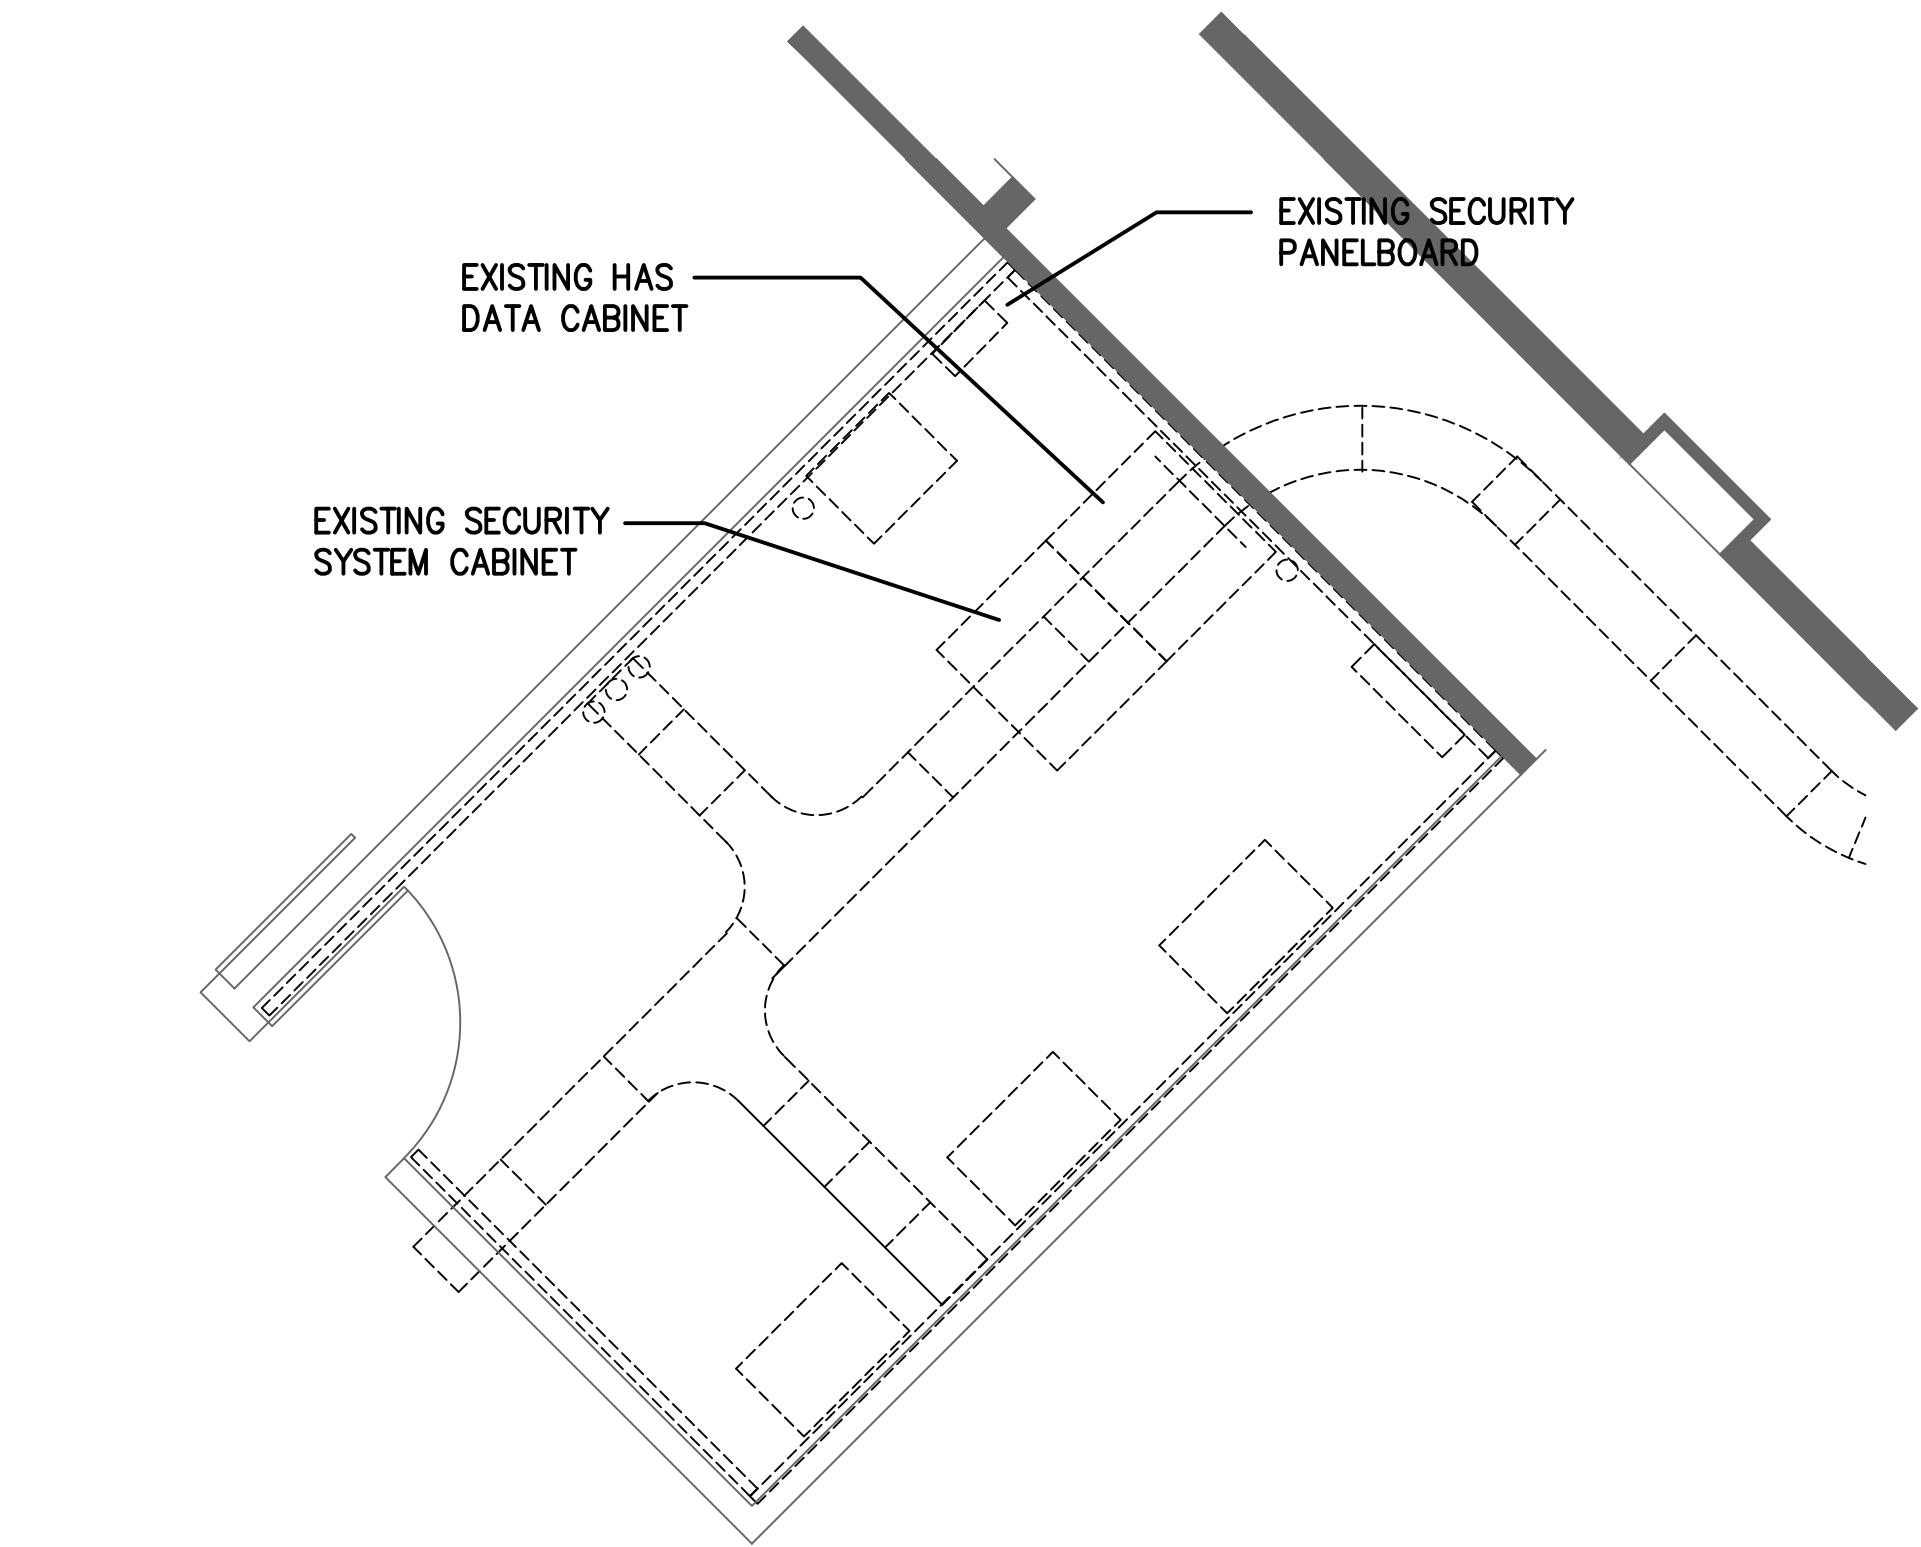 EXISTING SECURITY
PANELBOARD
EXISTING HAS
DATA CABINET
EXISTING SECURITY
SYSTEM CABINET